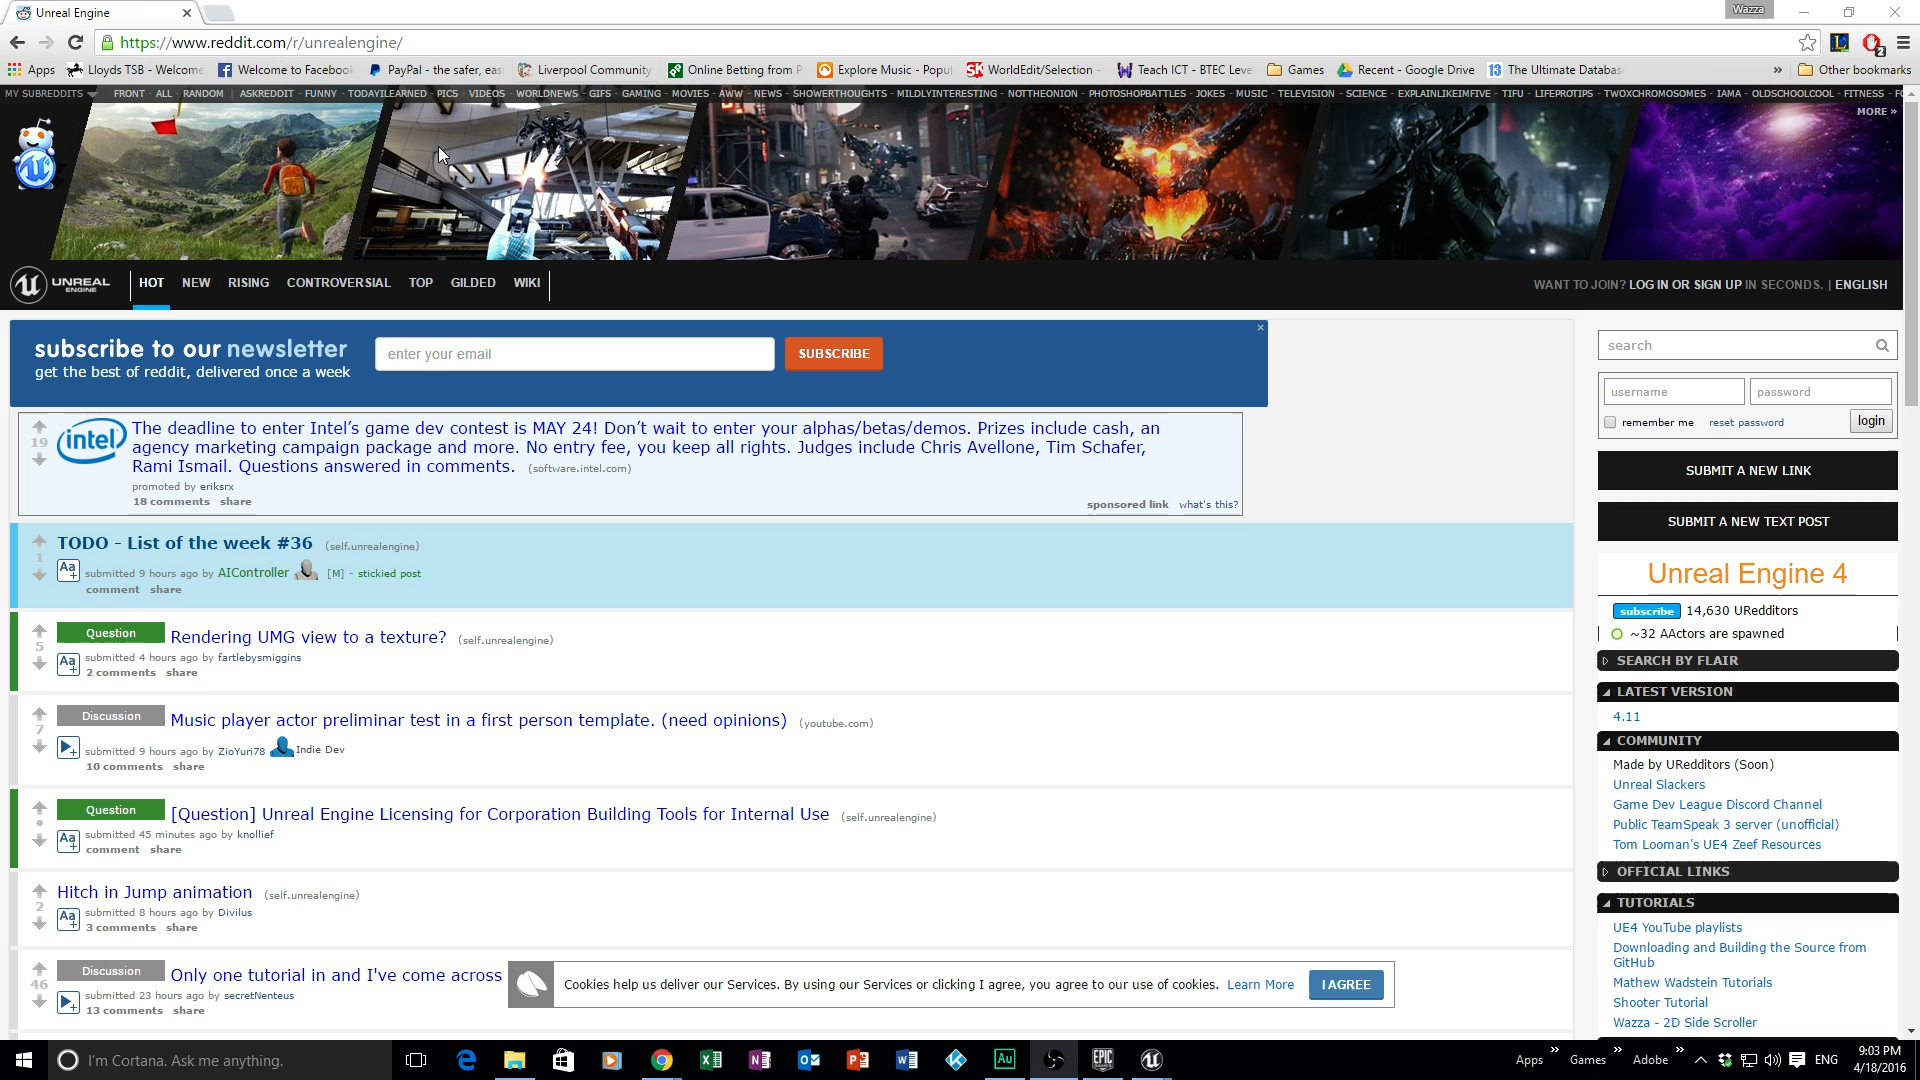 Unreal Engine
Wazza
https://www.reddit.com/r/unrealengine/
Apps Lloyds TSB - Welcome Welcome to Facebook PayPal - the safer, eas Liverpool Community Online Betting from P Explore Music - Popul WorldEdit/Selection - Teach ICT - BTEC Leve Games Recent - Google Drive The Ultimate Databas » Other bookmarks
MY SUBREDDITS FRONT - ALL - RANDOM | ASKREDDIT - FUNNY - TODAYILEARNED - PICS - VIDEOS - WORLDNEWS - GIFS - GAMING - MOVIES - AWW - NEWS - SHOWERTHOUGHTS - MILDLYINTERESTING - NOTTHEONION - PHOTOSHOPBATTLES - JOKES - MUSIC - TELEVISION - SCIENCE - EXPLAINLIKEIMFIVE - TIFU - LIFEPROTIPS - TWOXCHROMOSOMES - IAMA - OLDSCHOOLCOOL - FITNESS - FO
MORE »
UNREAL
ENGINE
HOT NEW RISING CONTROVERSIAL TOP GILDED WIKI
WANT TO JOIN? LOG IN OR SIGN UP IN SECONDS. | ENGLISH
subscribe to our newsletter
get the best of reddit, delivered once a week
enter your email
SUBSCRIBE
19
intel
The deadline to enter Intel's game dev contest is MAY 24! Don't wait to enter your alphas/betas/demos. Prizes include cash, an
agency marketing campaign package and more. No entry fee, you keep all rights. Judges include Chris Avellone, Tim Schafer,
Rami Ismail. Questions answered in comments. (software.intel.com)
promoted by eriksrx
18 comments share
sponsored link what's this?
1
TODO - List of the week #36 (self.unrealengine)
Aa+ submitted 9 hours ago by AIController [M] - stickied post
comment share
5
Question Rendering UMG view to a texture? (self.unrealengine)
Aa+ submitted 4 hours ago by fartlebysmiggins
2 comments share
7
Discussion Music player actor preliminar test in a first person template. (need opinions) (youtube.com)
submitted 9 hours ago by ZioYuri78 Indie Dev
10 comments share
•
Question [Question] Unreal Engine Licensing for Corporation Building Tools for Internal Use (self.unrealengine)
Aa+ submitted 45 minutes ago by knollief
comment share
2
Hitch in Jump animation (self.unrealengine)
Aa+ submitted 8 hours ago by Divilus
3 comments share
46
Discussion Only one tutorial in and I've come across
submitted 23 hours ago by secretNenteus
13 comments share
Cookies help us deliver our Services. By using our Services or clicking I agree, you agree to our use of cookies. Learn More I AGREE
search
username password
remember me reset password login
SUBMIT A NEW LINK
SUBMIT A NEW TEXT POST
Unreal Engine 4
subscribe 14,630 URedditors
~32 AActors are spawned
SEARCH BY FLAIR
LATEST VERSION
4.11
COMMUNITY
Made by URedditors (Soon)
Unreal Slackers
Game Dev League Discord Channel
Public TeamSpeak 3 server (unofficial)
Tom Looman's UE4 Zeef Resources
OFFICIAL LINKS
TUTORIALS
UE4 YouTube playlists
Downloading and Building the Source from
GitHub
Mathew Wadstein Tutorials
Shooter Tutorial
Wazza - 2D Side Scroller
I'm Cortana. Ask me anything.
Au
EPIC
GAMES
Apps » Games » Adobe » ENG
9:03 PM
4/18/2016